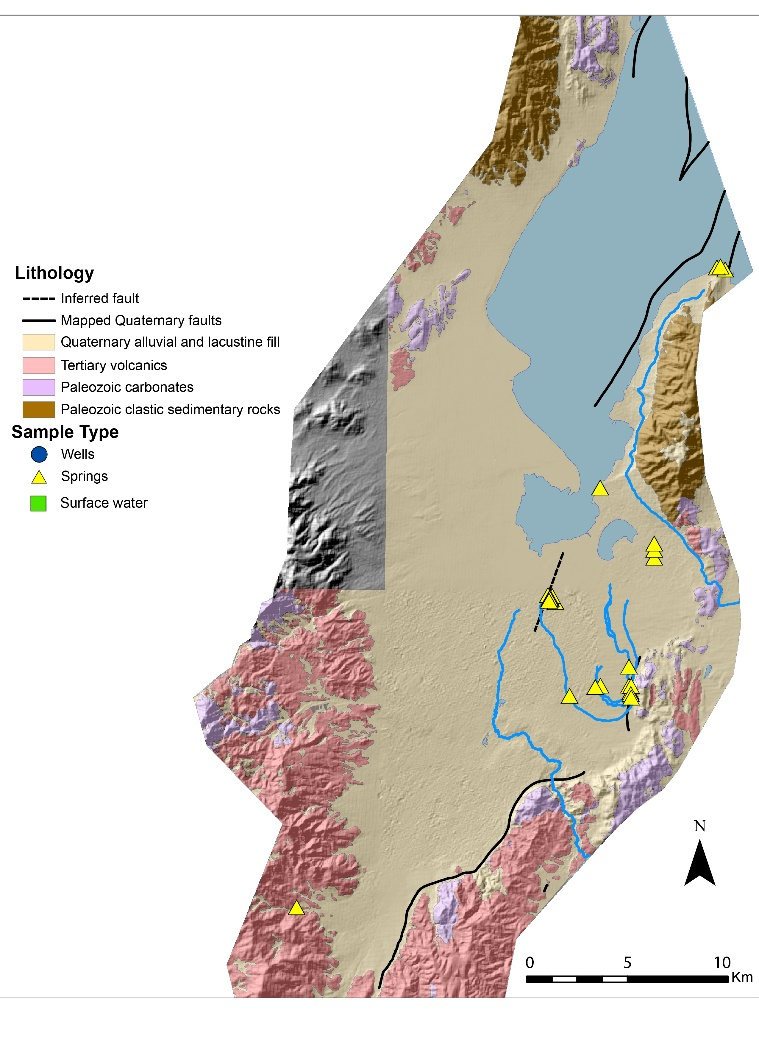 Lithology
Inferred fault
Mapped Quaternary faults
Quaternary alluvial and lacustine fill
Tertiary volcanics
Paleozoic carbonates
Paleozoic clastic sedimentary rocks
Sample Type
Wells
Springs
Surface water
N
0 5 10
Km